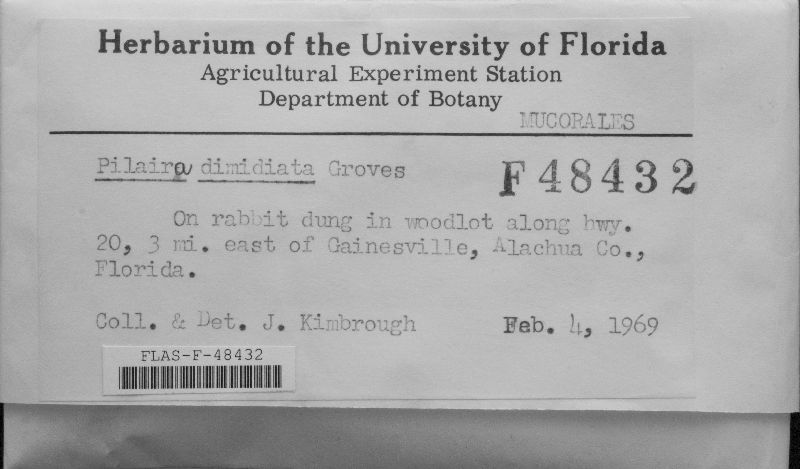 Herbarium of the University of Florida
Agricultural Experiment Station
Department of Botany
MUCORALES
Pilaira dimidiata Groves
F48432
On rabbit dung in woodlot along hwy.
20, 3 mi. east of Gainesville, Alachua Co.,
Florida.
Coll. & Det. J. Kimbrough Feb. 4, 1969
FLAS-F-48432